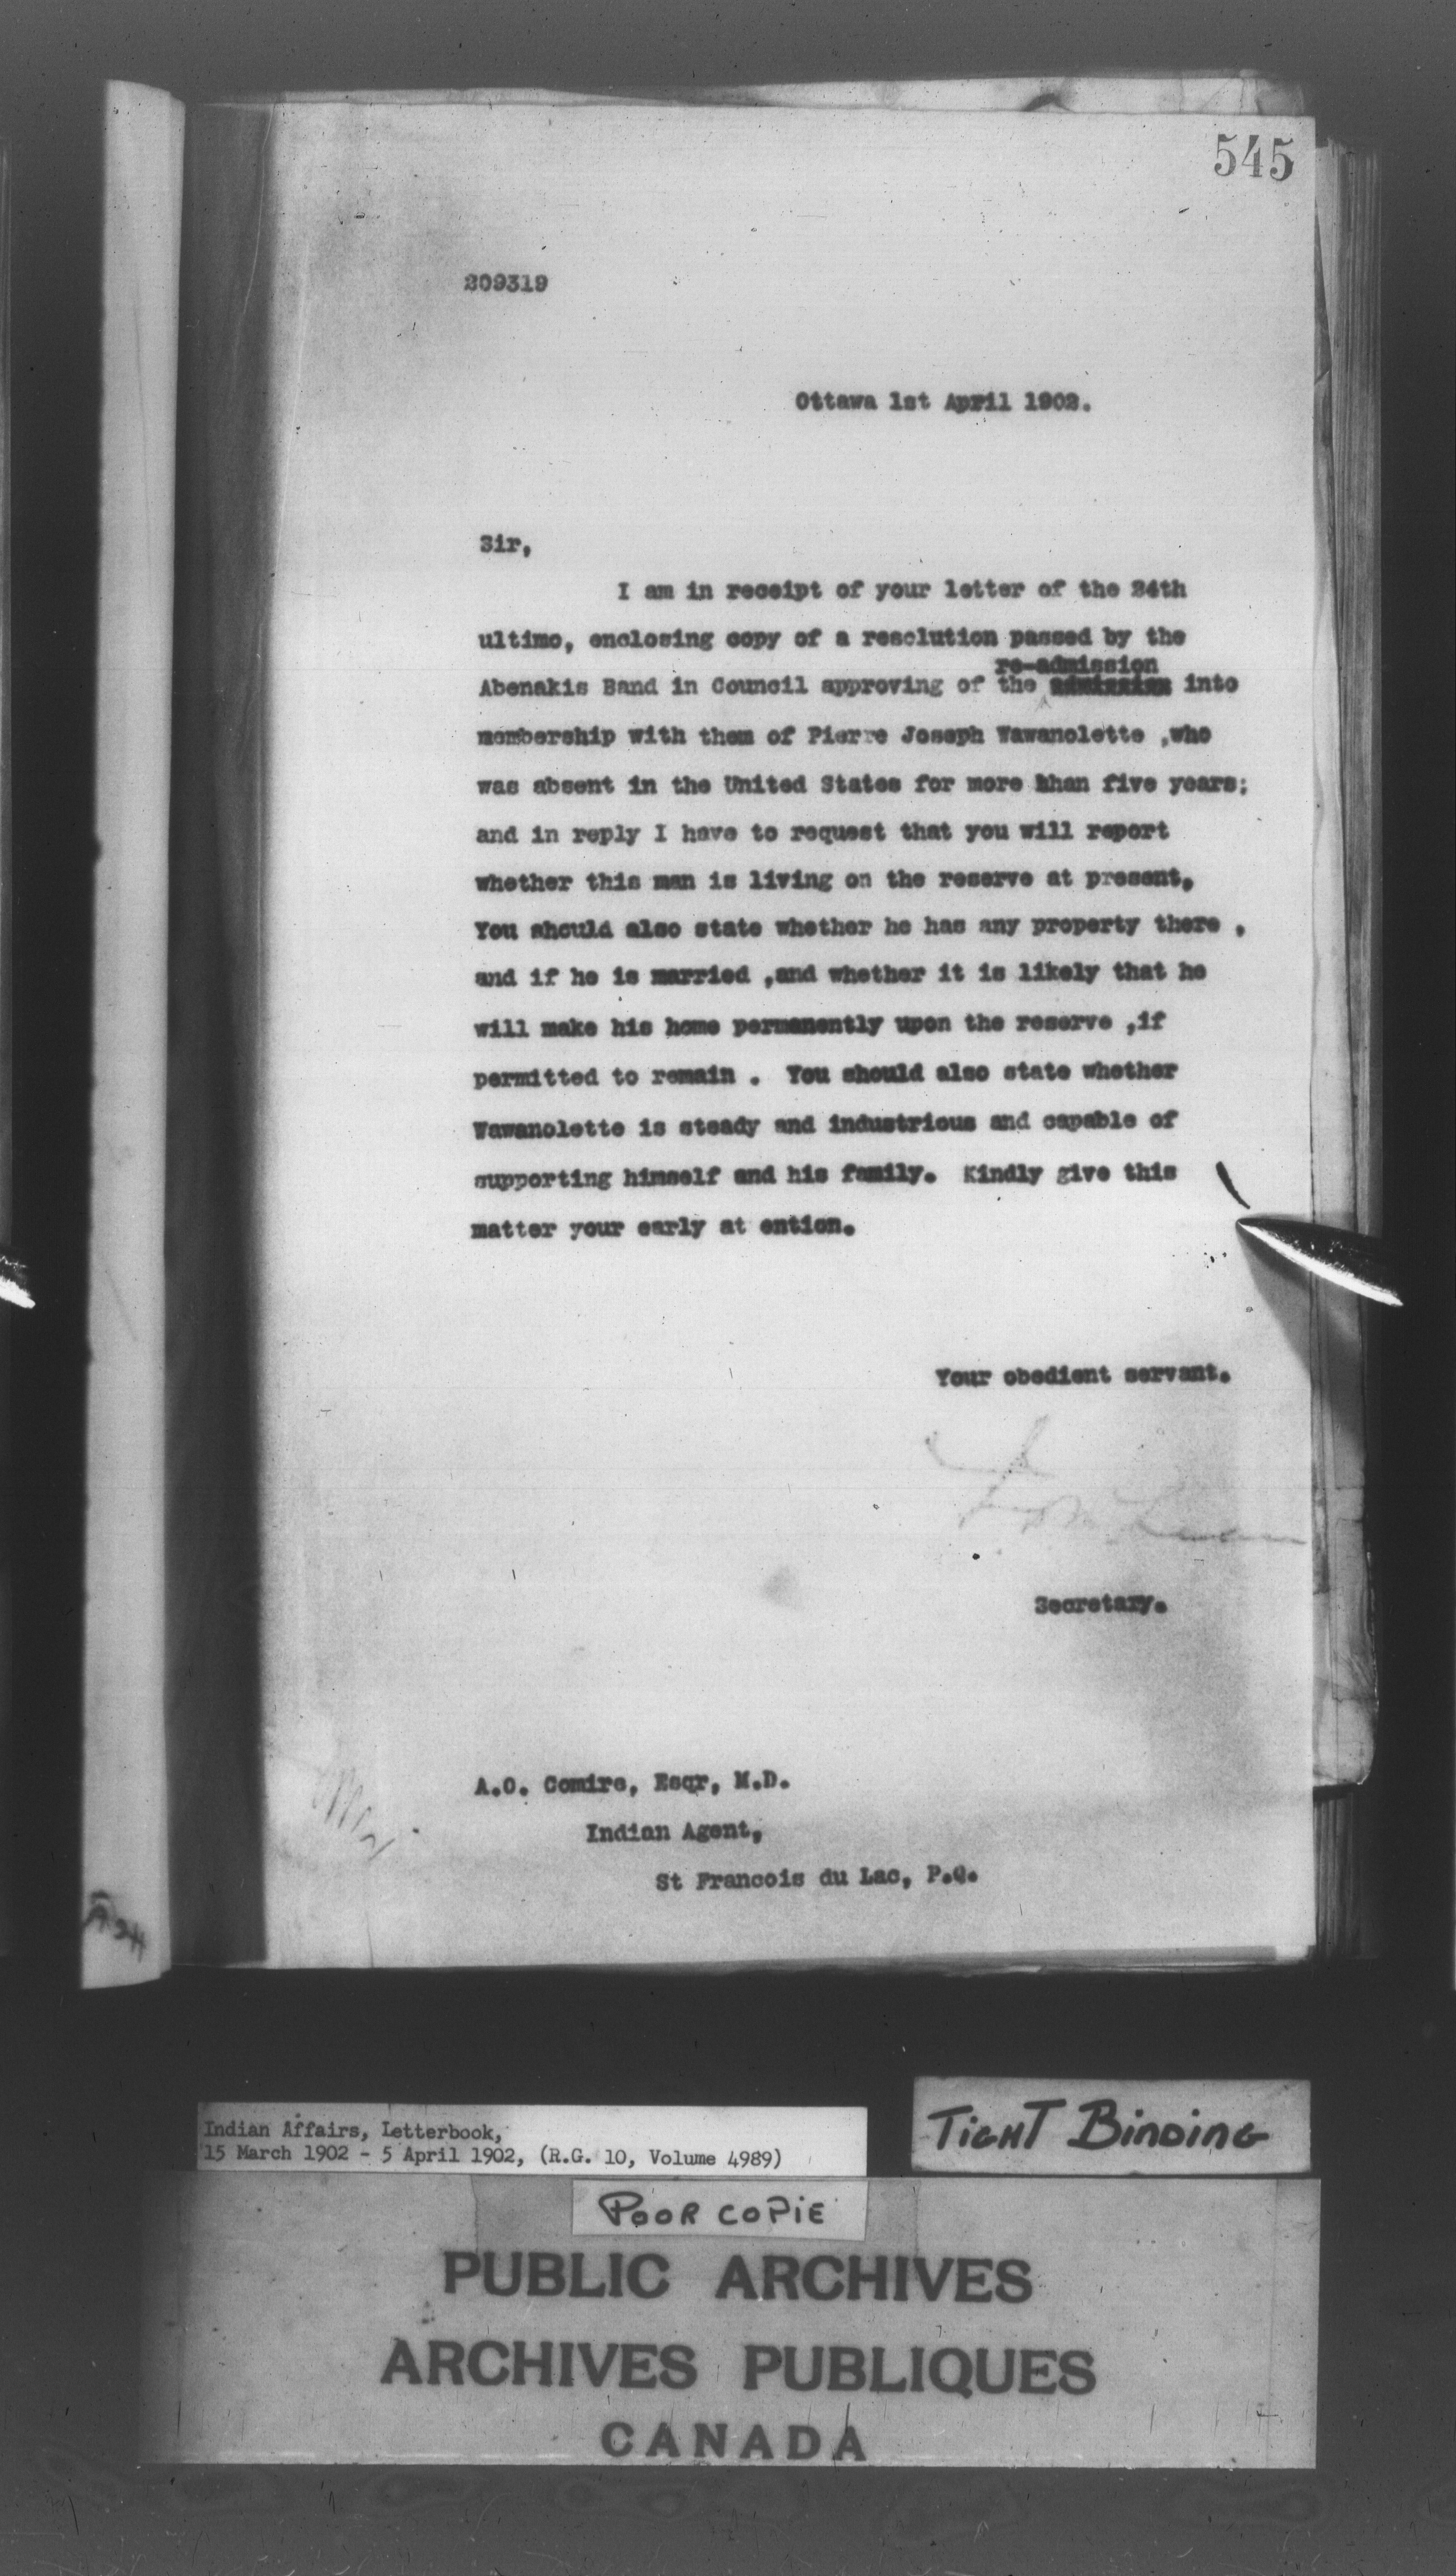 545
209319
Ottawa 1st April 1902.
Sir,
I am in receipt of your letter of the 24th
ultimo, enclosing copy of a resolution passed by the
re-admission
Abenakis Band in Council approving of the admission into
membership with them of Pierre Joseph Wawanolette ,who
was absent in the United States for more than five years;
and in reply I have to request that you will report
whether this man is living on the reserve at present,
You should also state whether he has any property there ,
and if he is married ,and whether it is likely that he
will make his home permanently upon the reserve ,if
permitted to remain . You should also state whether
Wawanolette is steady and industrious and capable of
supporting himself and his family. Kindly give this
matter your early at ention.
Your obedient servant.
Secretary.
A.O. Comire, Esqr, M.D.
Indian Agent,
St Francois du Lac, P.Q.
Indian Affairs, Letterbook,
15 March 1902 - 5 April 1902, (R.G. 10, Volume 4989)
TIGHT BINDING
POOR COPIE
PUBLIC ARCHIVES
ARCHIVES PUBLIQUES
CANADA